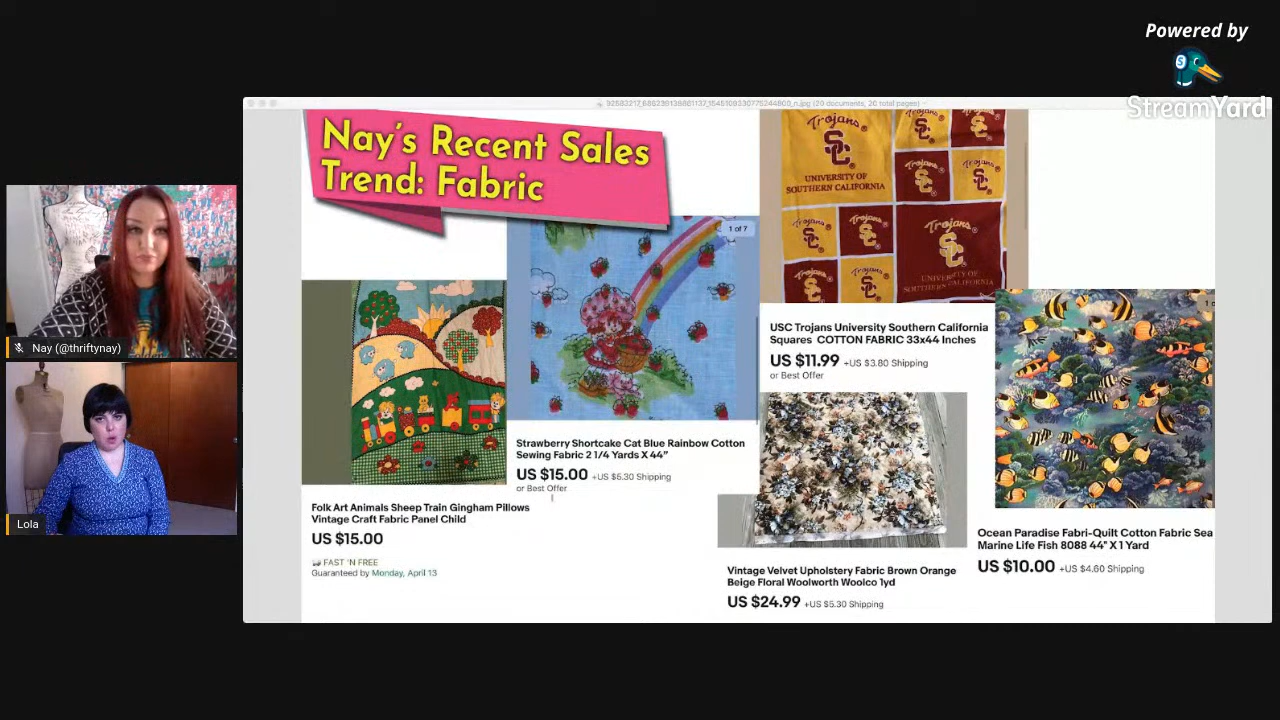 Powered by
StreamYard
Nay's Recent Sales
Trend: Fabric
1 of 7
Trojans
SC
UNIVERSITY OF
SOUTHERN CALIFORNIA
Trojans
SC
UNIVERSITY OF
SOUTHERN CALIFORNIA
USC Trojans University Southern California
Squares COTTON FABRIC 33x44 Inches
US $11.99 +US $3.80 Shipping
or Best Offer
Nay (@thriftynay)
Strawberry Shortcake Cat Blue Rainbow Cotton
Sewing Fabric 2 1/4 Yards X 44"
US $15.00 +US $5.30 Shipping
or Best Offer
Folk Art Animals Sheep Train Gingham Pillows
Vintage Craft Fabric Panel Child
US $15.00
FAST 'N FREE
Guaranteed by Monday, April 13
Lola
Ocean Paradise Fabri-Quilt Cotton Fabric Sea
Marine Life Fish 8088 44" X 1 Yard
US $10.00 +US $4.60 Shipping
Vintage Velvet Upholstery Fabric Brown Orange
Beige Floral Woolworth Woolco 1yd
US $24.99 +US $5.30 Shipping